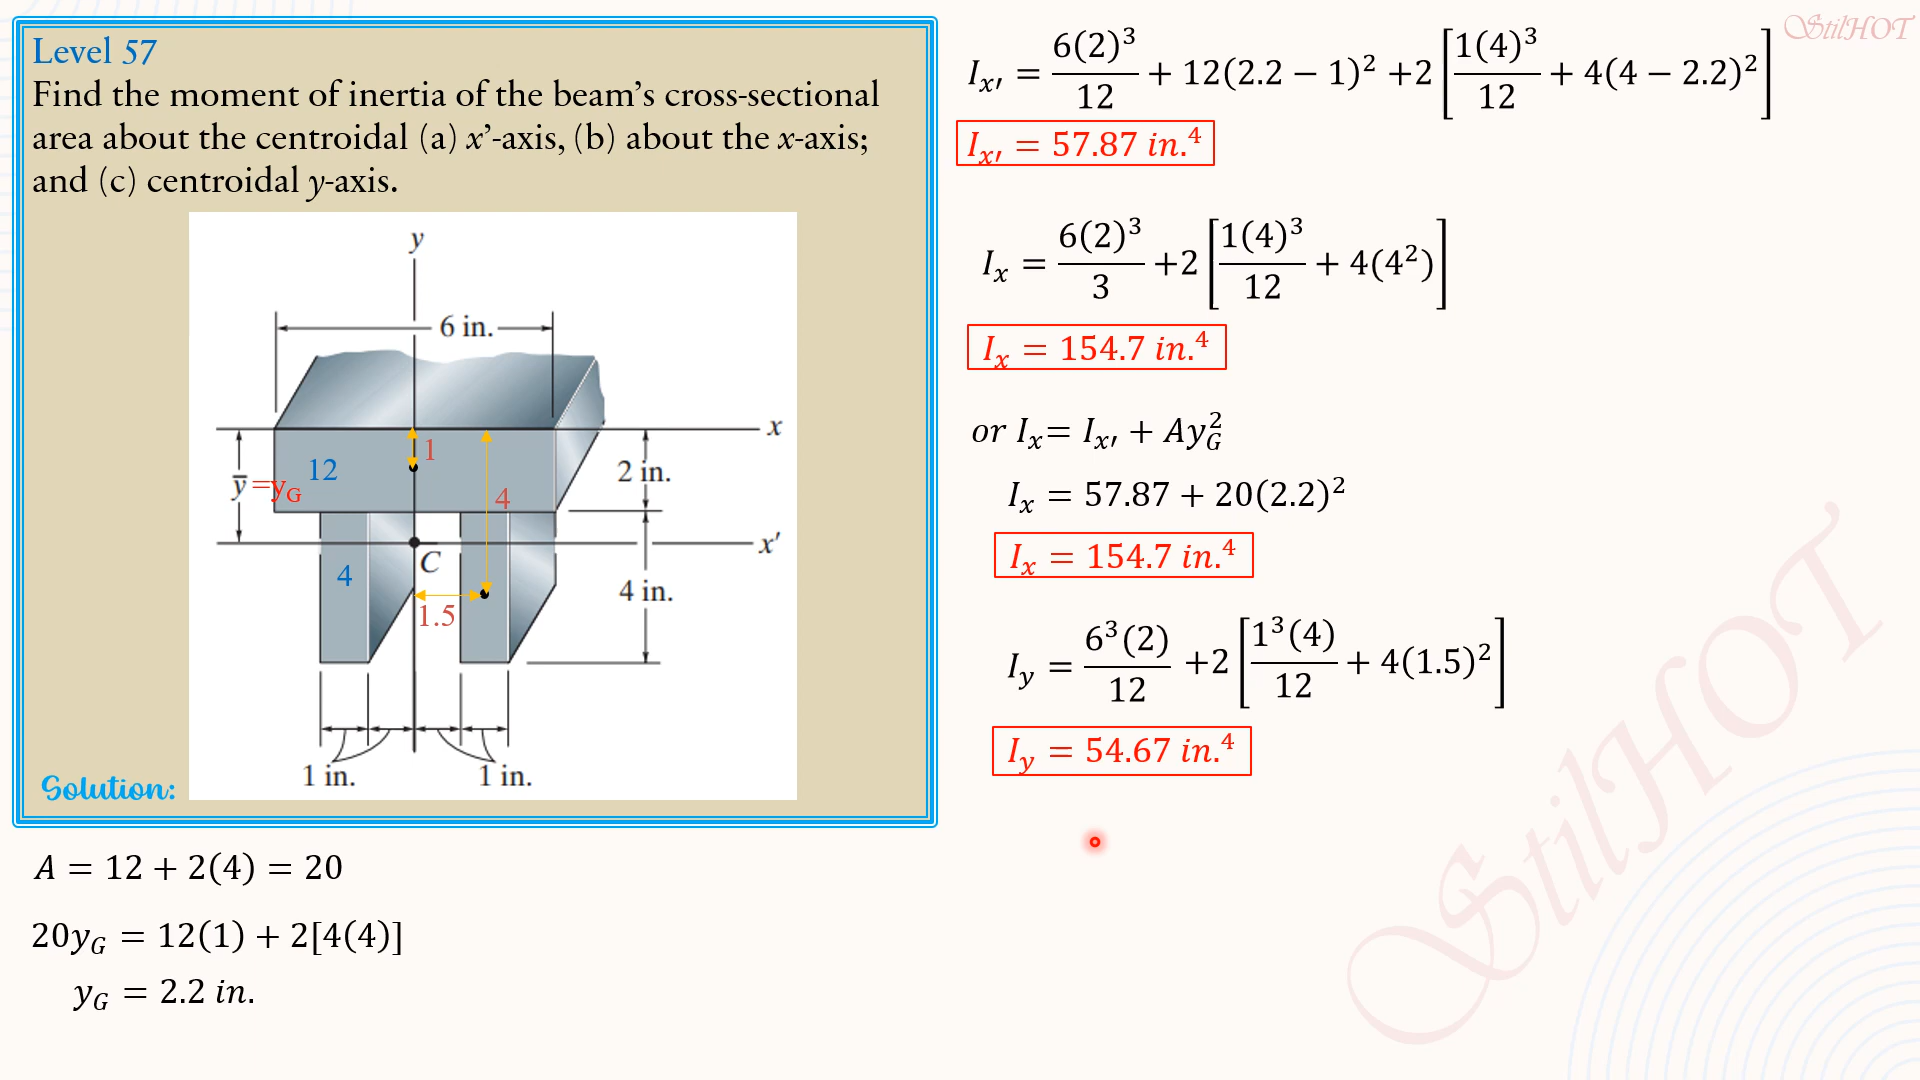 Level 57
Find the moment of inertia of the beam's cross-sectional
area about the centroidal (a) x'-axis, (b) about the x-axis;
and (c) centroidal y-axis.
y
6 in.
x
1
12
2 in.
y̅ =y_G
4
x'
C
4
4 in.
1.5
1 in. 1 in.
Solution:
A = 12 + 2(4) = 20
20y_G = 12(1) + 2[4(4)]
y_G = 2.2 in.
StilHOT
I_x' = 6(2)^3/12 + 12(2.2 − 1)^2 +2[1(4)^3/12 + 4(4 − 2.2)^2]
I_x' = 57.87 in.^4
I_x = 6(2)^3/3 +2[1(4)^3/12 + 4(4^2)]
I_x = 154.7 in.^4
or I_x= I_x' + Ay_G^2
I_x = 57.87 + 20(2.2)^2
I_x = 154.7 in.^4
I_y = 6^3(2)/12 +2[1^3(4)/12 + 4(1.5)^2]
I_y = 54.67 in.^4
StilHOT